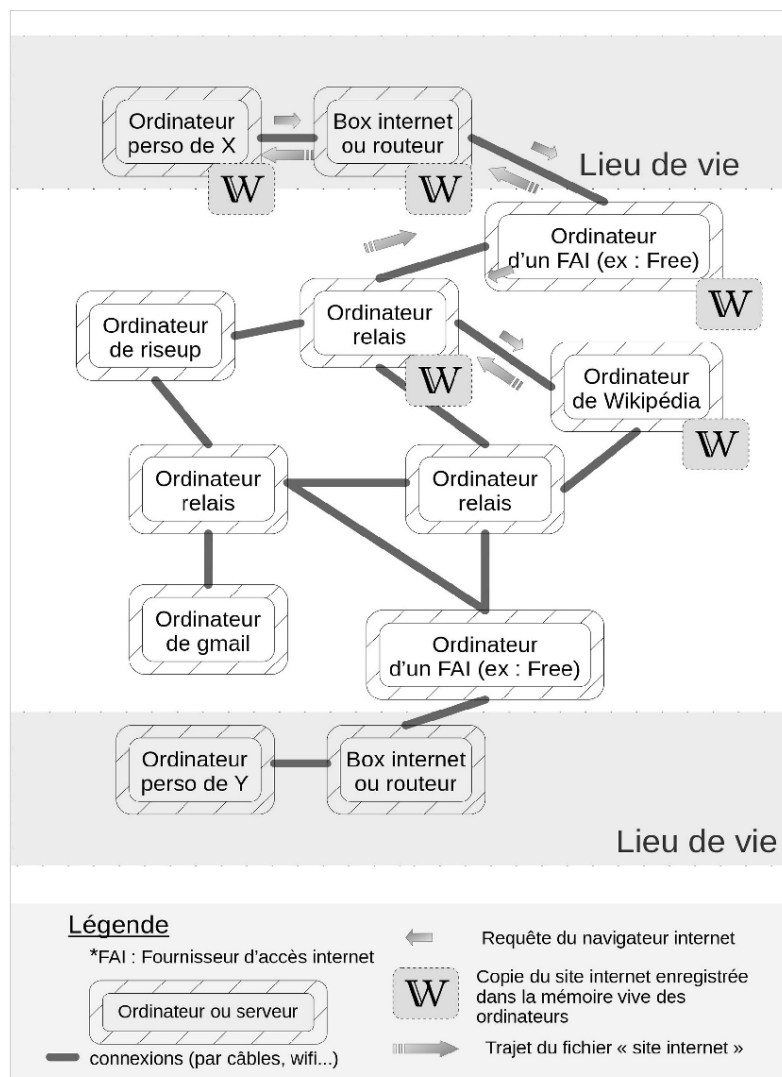 Ordinateur
perso de X
Box internet
ou routeur
W
W
Lieu de vie
Ordinateur
d'un FAI (ex : Free)
W
Ordinateur
de riseup
Ordinateur
relais
W
Ordinateur
de Wikipédia
W
Ordinateur
relais
Ordinateur
relais
Ordinateur
de gmail
Ordinateur
d'un FAI (ex : Free)
Ordinateur
perso de Y
Box internet
ou routeur
Lieu de vie
Légende
*FAI : Fournisseur d'accès internet
Ordinateur ou serveur
connexions (par câbles, wifi...)
Requête du navigateur internet
W
Copie du site internet enregistrée
dans la mémoire vive des
ordinateurs
Trajet du fichier « site internet »